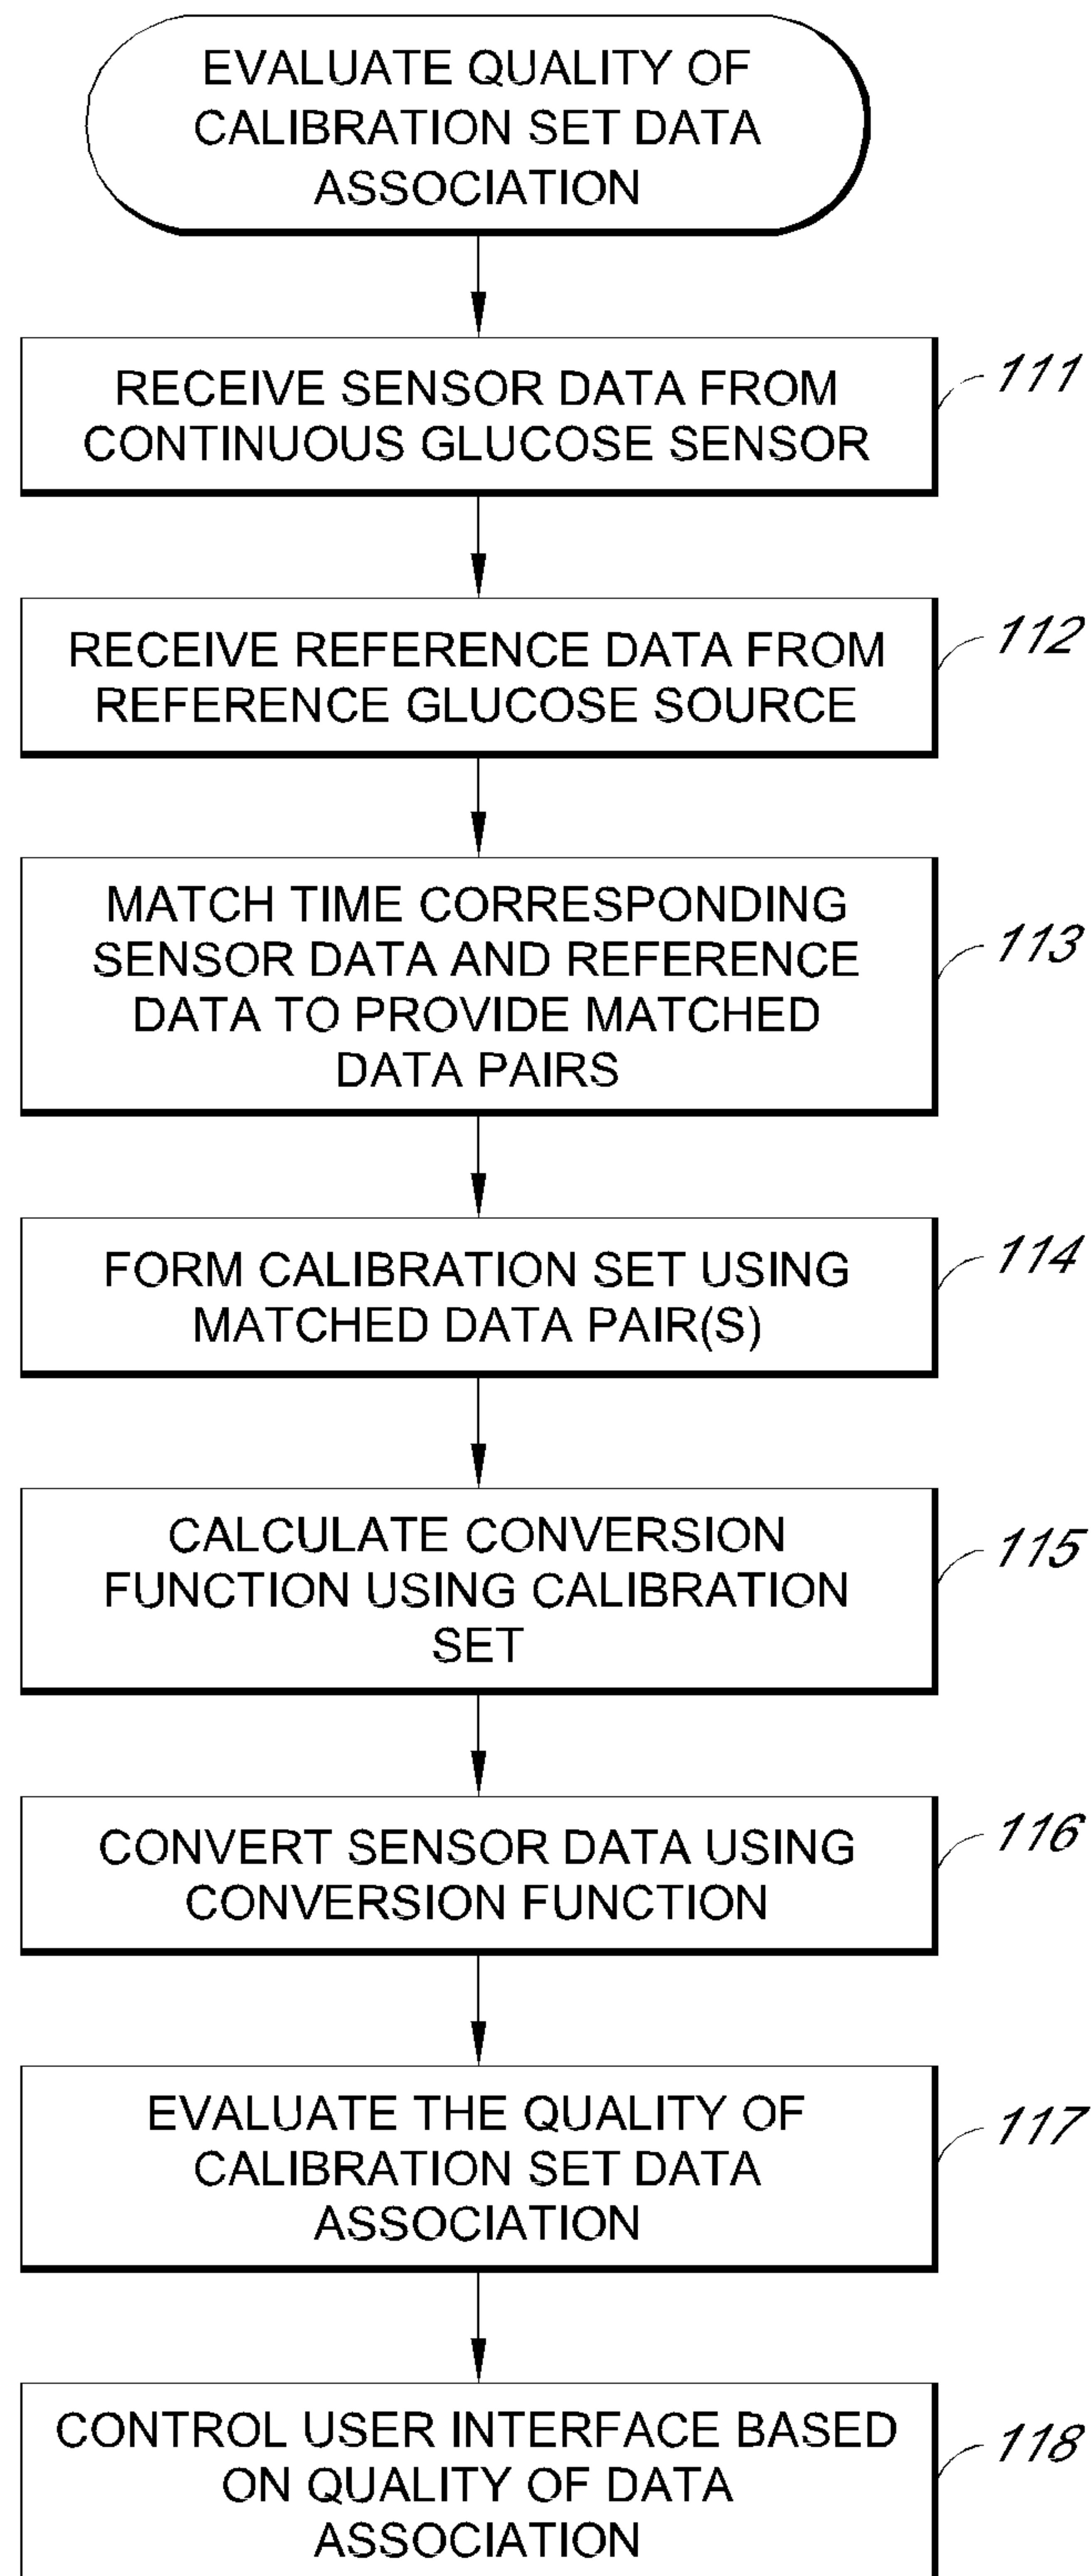 EVALUATE QUALITY OF
CALIBRATION SET DATA
ASSOCIATION
RECEIVE SENSOR DATA FROM
CONTINUOUS GLUCOSE SENSOR
111
RECEIVE REFERENCE DATA FROM
REFERENCE GLUCOSE SOURCE
112
MATCH TIME CORRESPONDING
SENSOR DATA AND REFERENCE
DATA TO PROVIDE MATCHED
DATA PAIRS
113
FORM CALIBRATION SET USING
MATCHED DATA PAIR(S)
114
CALCULATE CONVERSION
FUNCTION USING CALIBRATION
SET
115
CONVERT SENSOR DATA USING
CONVERSION FUNCTION
116
EVALUATE THE QUALITY OF
CALIBRATION SET DATA
ASSOCIATION
117
CONTROL USER INTERFACE BASED
ON QUALITY OF DATA
ASSOCIATION
118